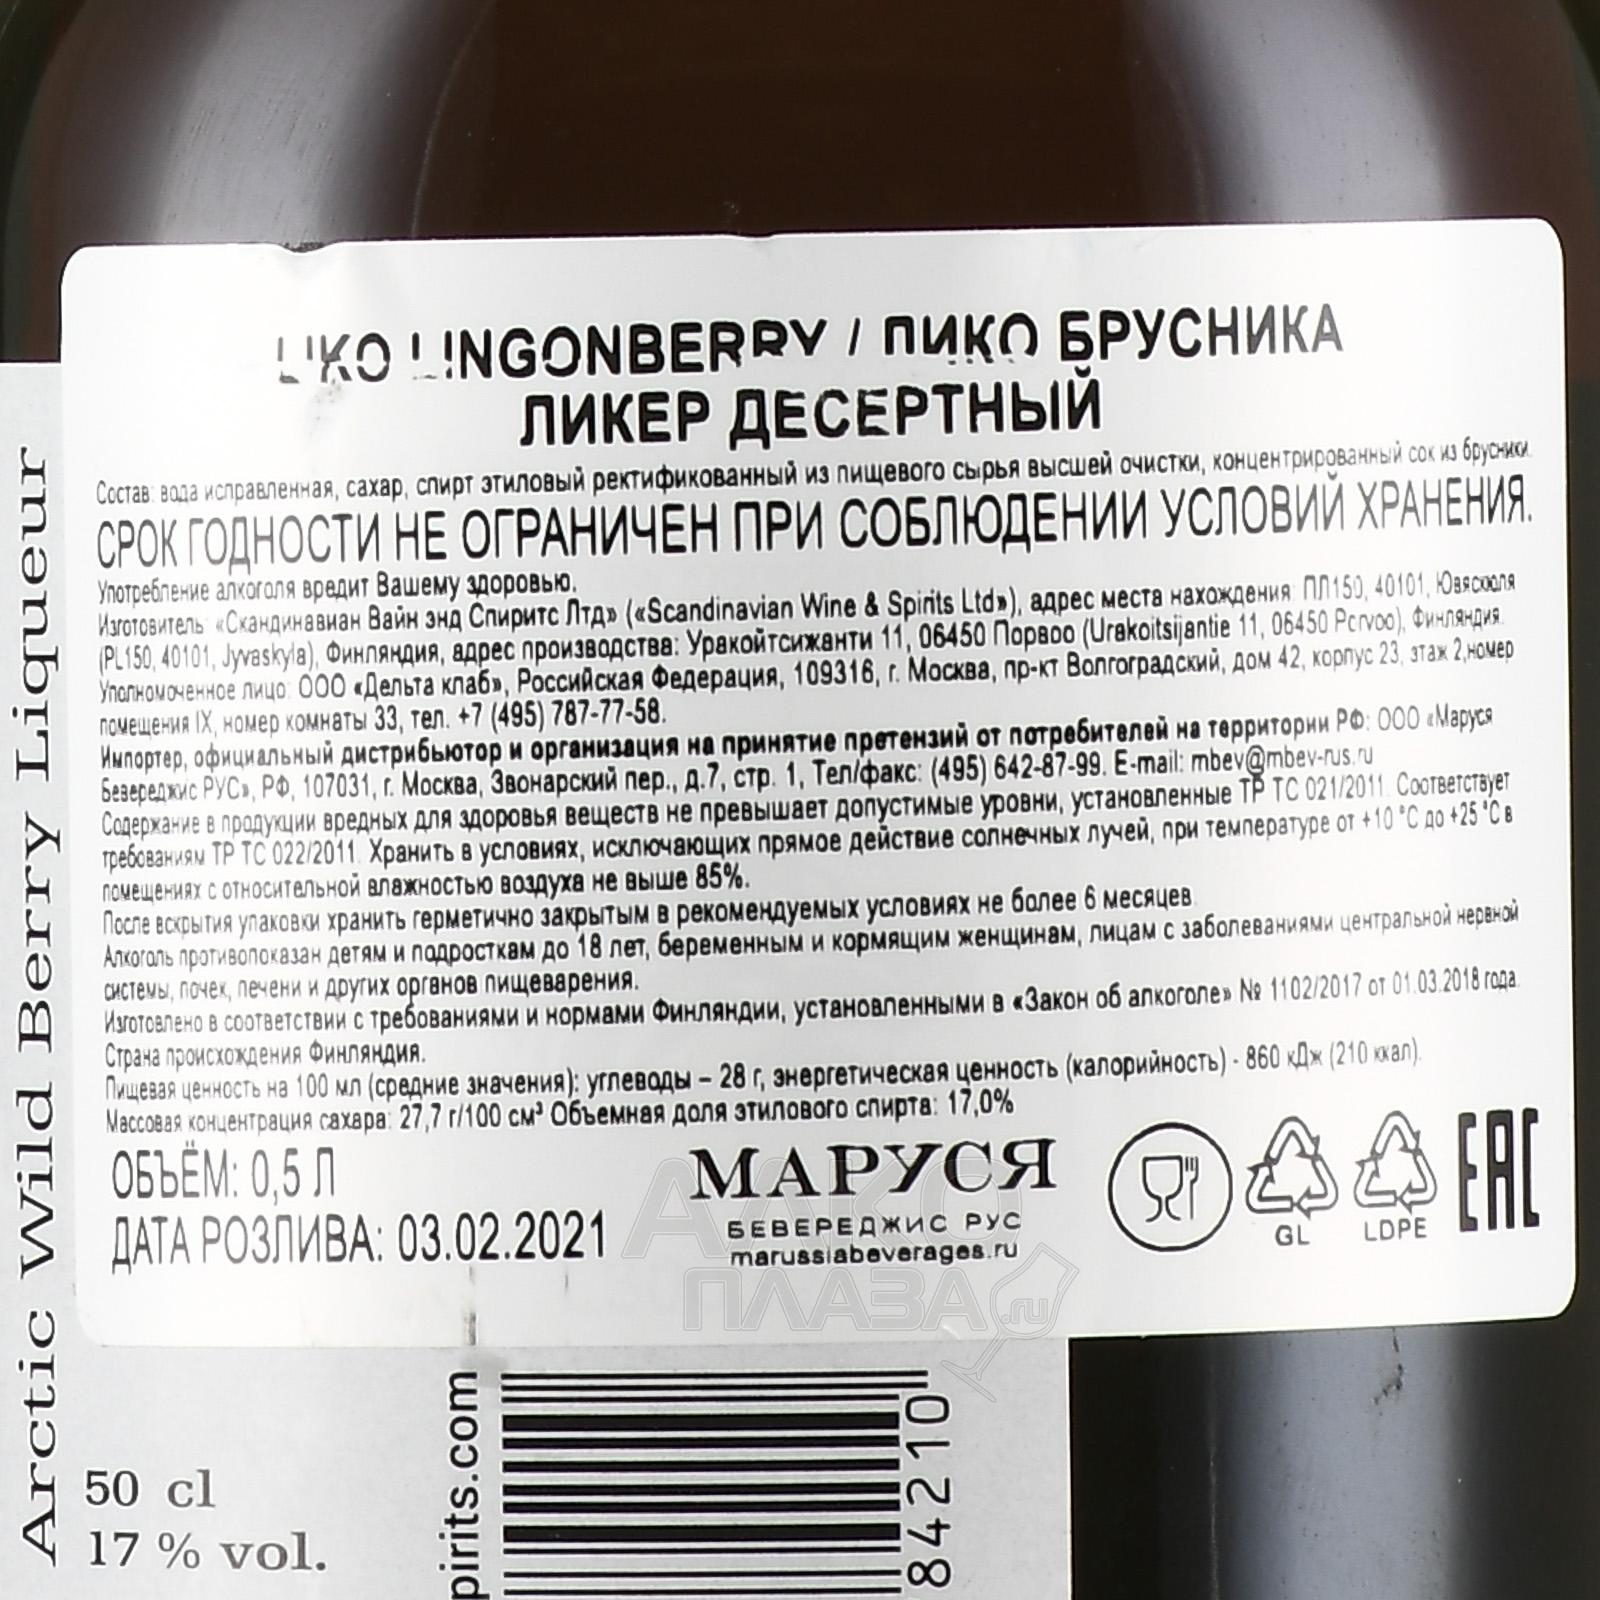 LIKO LINGONBERRY / ЛИКО БРУСНИКА
ЛИКЕР ДЕСЕРТНЫЙ
Состав: вода исправленная, сахар, спирт этиловый ректификованный из пищевого сырья высшей очистки, концентрированный сок из брусники.
СРОК ГОДНОСТИ НЕ ОГРАНИЧЕН ПРИ СОБЛЮДЕНИИ УСЛОВИЙ ХРАНЕНИЯ.
Употребление алкоголя вредит Вашему здоровью.
Изготовитель: «Скандинавиан Вайн энд Спиритс Лтд» («Scandinavian Wine & Spirits Ltd»), адрес места нахождения: ПЛ150, 40101, Ювяскюля
(PL150, 40101, Jyvaskyla), Финляндия, адрес производства: Уракойтсижанти 11, 06450 Порвоо (Urakoitsijantie 11, 06450 Porvoo), Финляндия.
Уполномоченное лицо: ООО «Дельта клаб», Российская Федерация, 109316, г. Москва, пр-кт Волгоградский, дом 42, корпус 23, этаж 2,номер
помещения IX, номер комнаты 33, тел. +7 (495) 787-77-58.
Импортер, официальный дистрибьютор и организация на принятие претензий от потребителей на территории РФ: ООО «Маруся
Бевереджис РУС», РФ, 107031, г. Москва, Звонарский пер., д.7, стр. 1, Тел/факс: (495) 642-87-99. E-mail: mbev@mbev-rus.ru
Содержание в продукции вредных для здоровья веществ не превышает допустимые уровни, установленные ТР ТС 021/2011. Соответствует
требованиям ТР ТС 022/2011. Хранить в условиях, исключающих прямое действие солнечных лучей, при температуре от +10 °C до +25 °C в
помещениях с относительной влажностью воздуха не выше 85%.
После вскрытия упаковки хранить герметично закрытым в рекомендуемых условиях не более 6 месяцев.
Алкоголь противопоказан детям и подросткам до 18 лет, беременным и кормящим женщинам, лицам с заболеваниями центральной нервной
системы, почек, печени и других органов пищеварения.
Изготовлено в соответствии с требованиями и нормами Финляндии, установленными в «Закон об алкоголе» № 1102/2017 от 01.03.2018 года.
Страна происхождения Финляндия.
Пищевая ценность на 100 мл (средние значения): углеводы – 28 г, энергетическая ценность (калорийность) - 860 кДж (210 ккал).
Массовая концентрация сахара: 27,7 г/100 см³ Объемная доля этилового спирта: 17,0%
ОБЪЁМ: 0,5 Л
ДАТА РОЗЛИВА: 03.02.2021
МАРУСЯ
БЕВЕРЕДЖИС РУС
marussiabeverages.ru
GL
LDPE
EAC
АЛКО
ПЛАЗА
.ru
Arctic Wild Berry Liqueur
50 cl
17 % vol.
pirits.com
84210